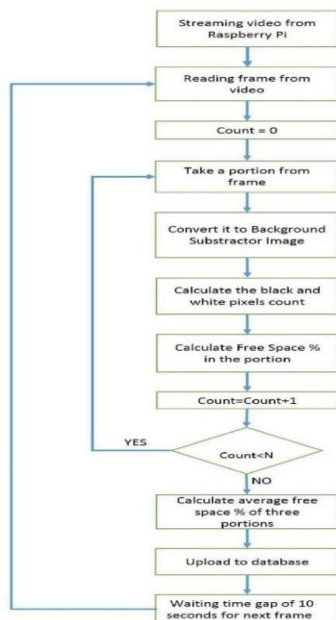 Streaming video from
Raspberry Pi
Reading frame from
video
Count = 0
Take a portion from
frame
Convert it to Background
Substractor Image
Calculate the black and
white pixels count
Calculate Free Space %
in the portion
Count=Count+1
YES
Count<N
NO
Calculate average free
space % of three
portions
Upload to database
Waiting time gap of 10
seconds for next frame